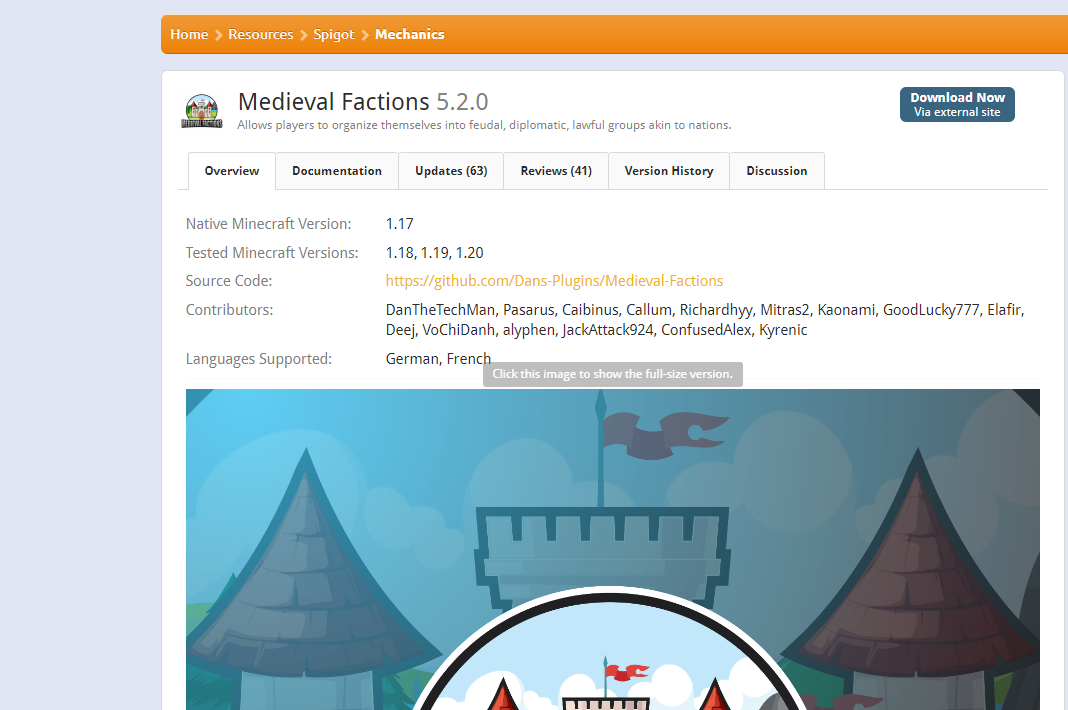 Home > Resources > Spigot > Mechanics
Medieval Factions 5.2.0
Download Now
Via external site
MEDIEVAL FACTIONS
Allows players to organize themselves into feudal, diplomatic, lawful groups akin to nations.
Overview Documentation Updates (63) Reviews (41) Version History Discussion
Native Minecraft Version: 1.17
Tested Minecraft Versions: 1.18, 1.19, 1.20
Source Code: https://github.com/Dans-Plugins/Medieval-Factions
Contributors: DanTheTechMan, Pasarus, Caibinus, Callum, Richardhyy, Mitras2, Kaonami, GoodLucky777, Elafir,
Deej, VoChiDanh, alyphen, JackAttack924, ConfusedAlex, Kyrenic
Languages Supported: German, French
Click this image to show the full-size version.